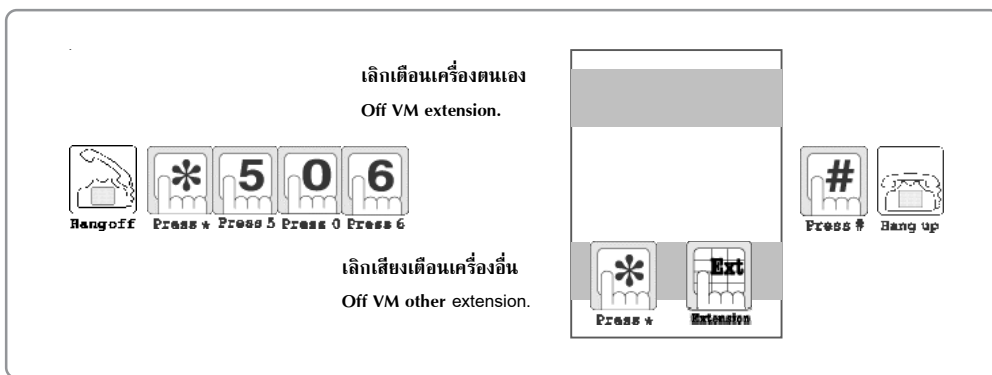 เลิกเตือนเครื่องตนเอง
Off VM extension.
* 5 0 6
Hang off Press * Press 5 Press 0 Press 6
#
Press # Hang up
เลิกเสียงเตือนเครื่องอื่น
Off VM other extension.
* Ext
Press * Extension